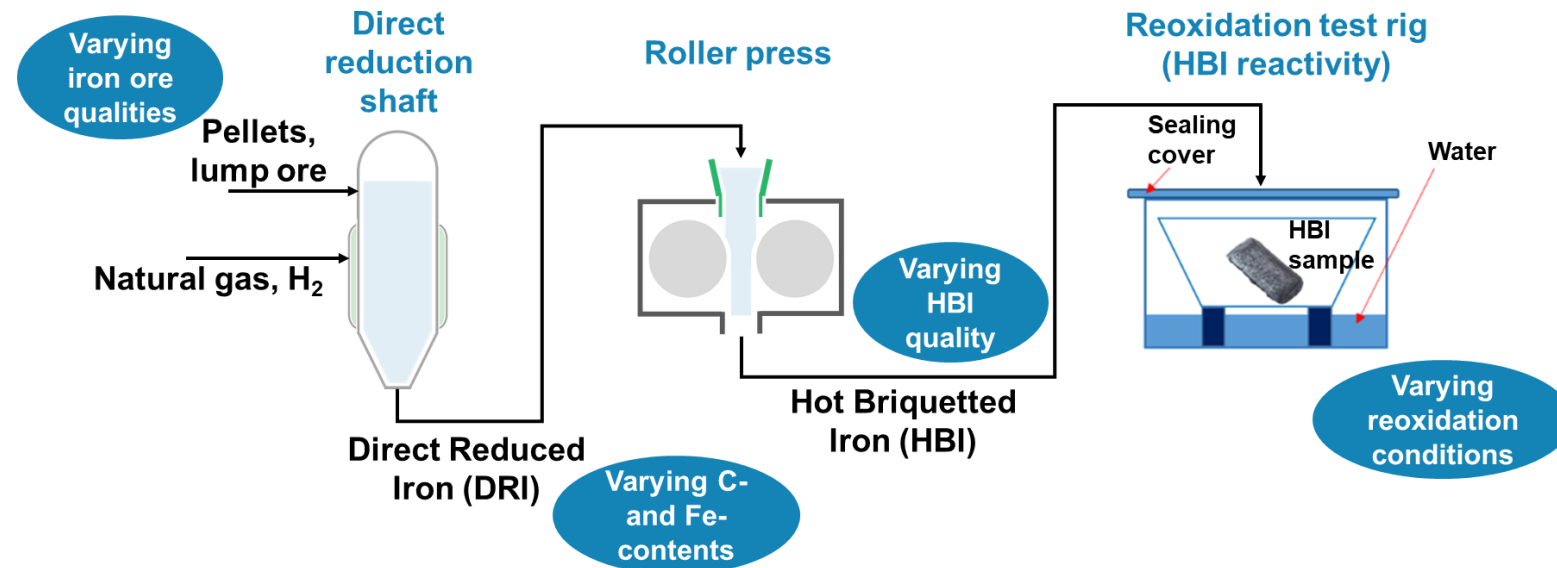 Varying
iron ore
qualities
Direct
reduction
shaft
Pellets,
lump ore
Natural gas, H₂
Direct Reduced
Iron (DRI)
Varying C-
and Fe-
contents
Roller press
Varying
HBI
quality
Hot Briquetted
Iron (HBI)
Reoxidation test rig
(HBI reactivity)
Sealing
cover
Water
HBI
sample
Varying
reoxidation
conditions